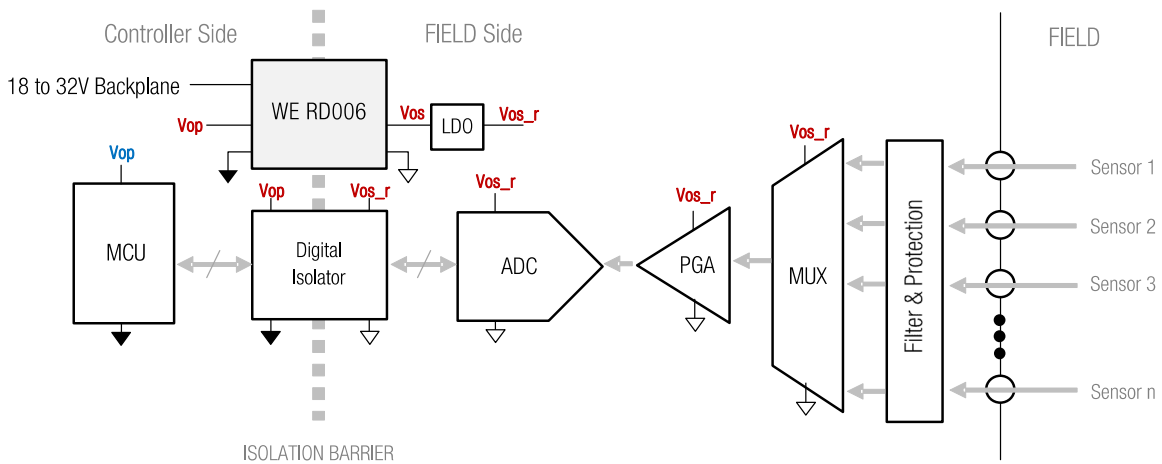 Controller Side
FIELD Side
FIELD
18 to 32V Backplane
WE RD006
Vop
Vos
LDO
Vos_r
Vop
Vop
Vos_r
Vos_r
Vos_r
Vos_r
MCU
Digital
Isolator
ADC
PGA
MUX
Filter & Protection
Sensor 1
Sensor 2
Sensor 3
Sensor n
ISOLATION BARRIER